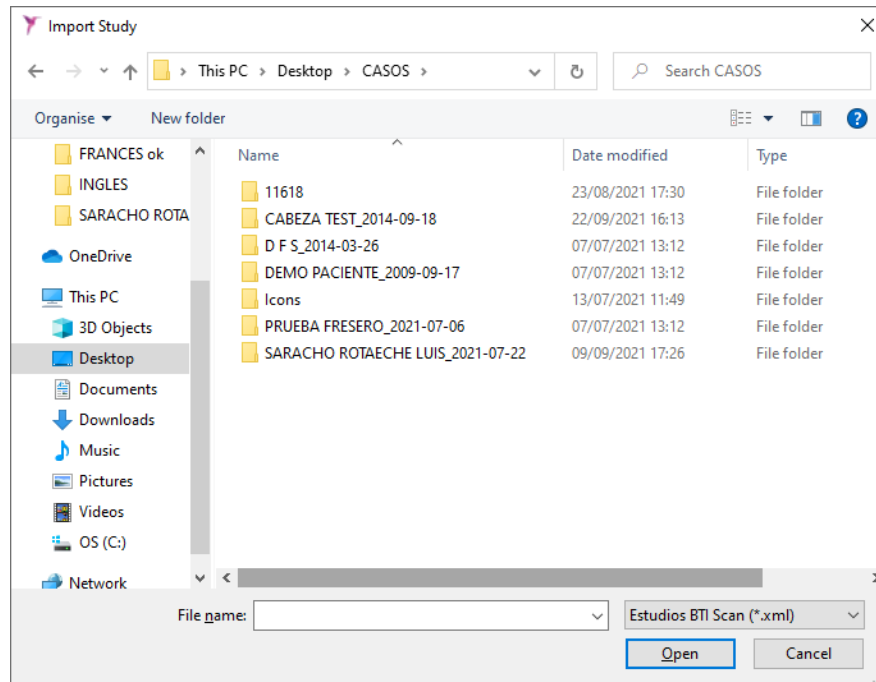 Import Study
This PC > Desktop > CASOS >
Search CASOS
Organise
New folder
Name
Date modified
Type
FRANCES ok
INGLES
SARACHO ROTA
OneDrive
This PC
3D Objects
Desktop
Documents
Downloads
Music
Pictures
Videos
OS (C:)
Network
11618 23/08/2021 17:30 File folder
CABEZA TEST_2014-09-18 22/09/2021 16:13 File folder
D F S_2014-03-26 07/07/2021 13:12 File folder
DEMO PACIENTE_2009-09-17 07/07/2021 13:12 File folder
Icons 13/07/2021 11:49 File folder
PRUEBA FRESERO_2021-07-06 07/07/2021 13:12 File folder
SARACHO ROTAECHE LUIS_2021-07-22 09/09/2021 17:26 File folder
File name:
Estudios BTI Scan (*.xml)
Open
Cancel